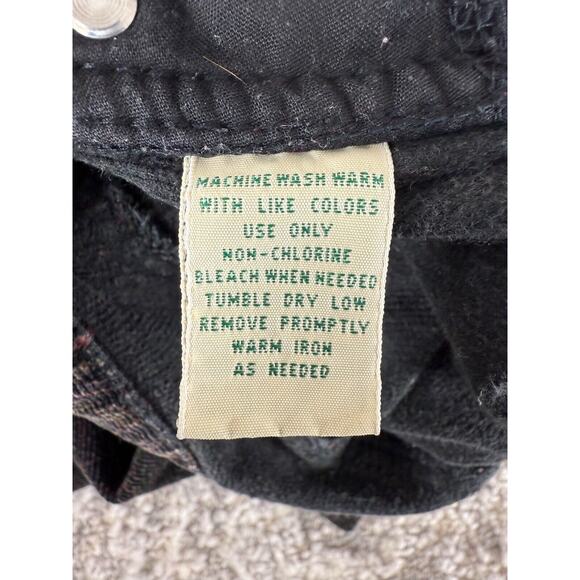 MACHINE WASH WARM
WITH LIKE COLORS
USE ONLY
NON-CHLORINE
BLEACH WHEN NEEDED
TUMBLE DRY LOW
REMOVE PROMPTLY
WARM IRON
AS NEEDED